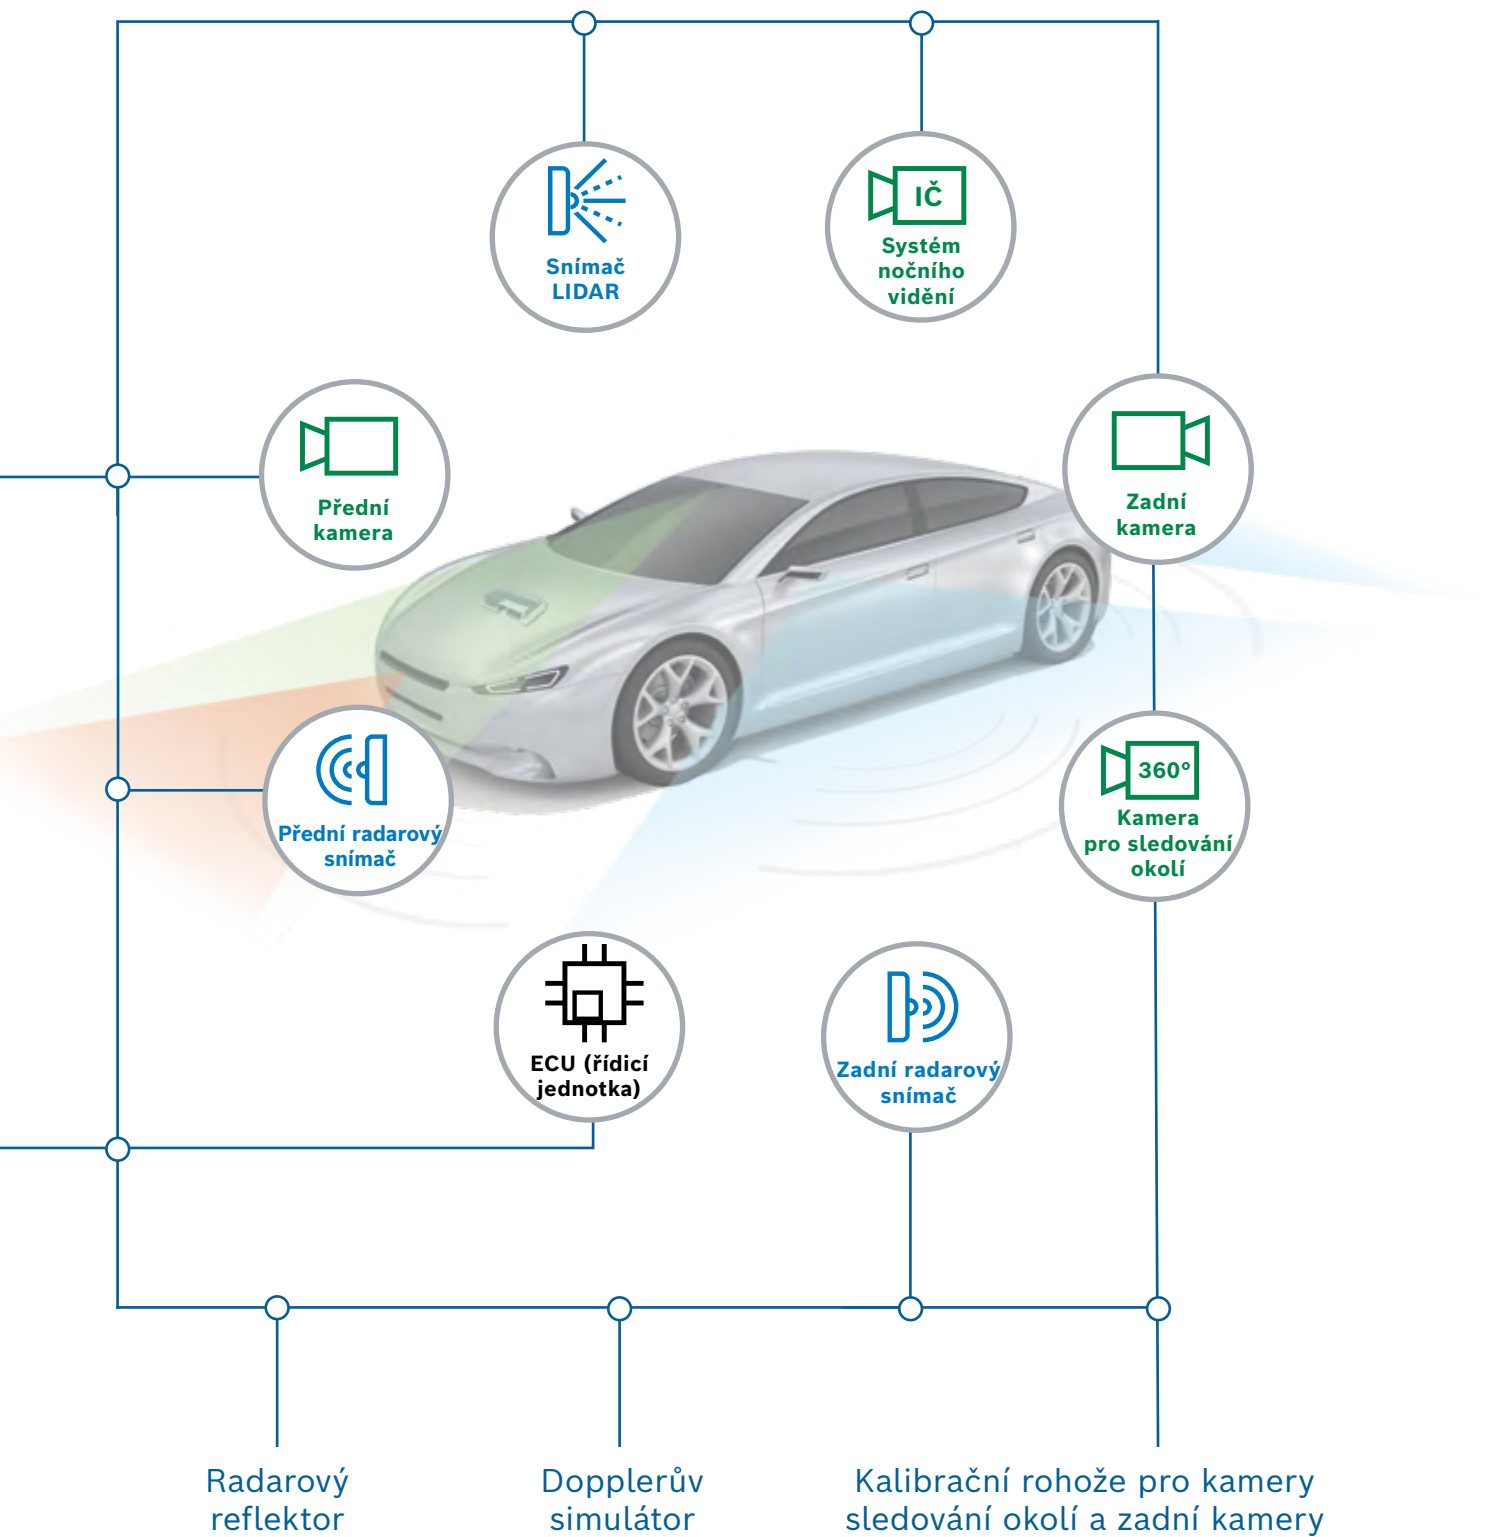 Snímač
LIDAR
IČ
Systém
nočního
vidění
Přední
kamera
Zadní
kamera
Přední radarový
snímač
360°
Kamera
pro sledování
okolí
ECU (řídicí
jednotka)
Zadní radarový
snímač
Radarový
reflektor
Dopplerův
simulátor
Kalibrační rohože pro kamery
sledování okolí a zadní kamery